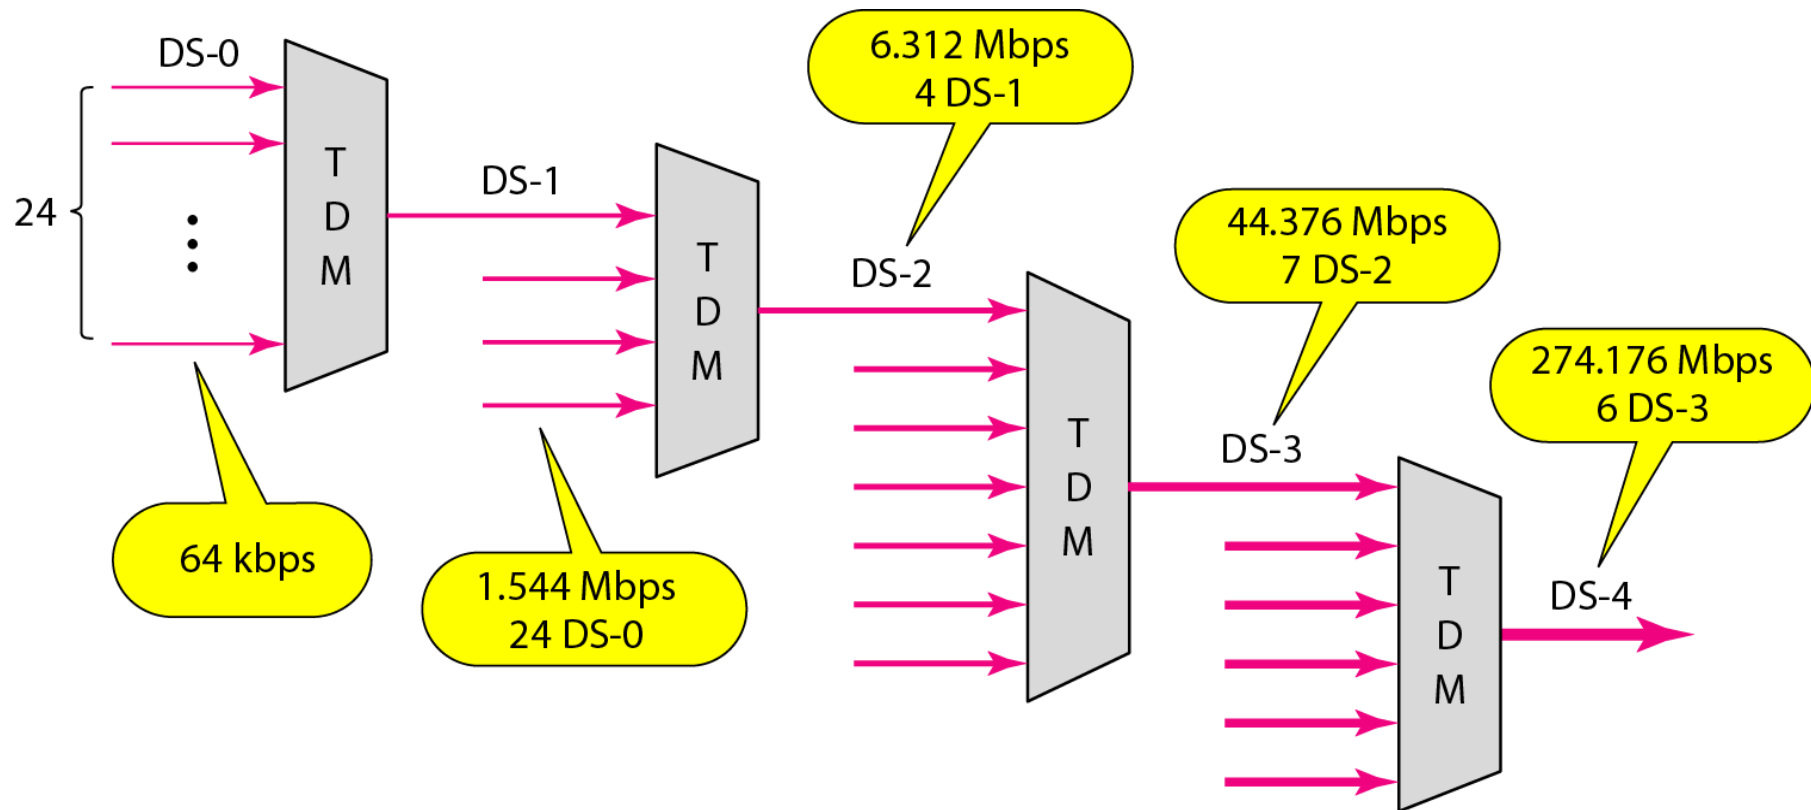 DS-0
24
T
D
M
64 kbps
DS-1
1.544 Mbps
24 DS-0
T
D
M
6.312 Mbps
4 DS-1
DS-2
T
D
M
44.376 Mbps
7 DS-2
DS-3
T
D
M
274.176 Mbps
6 DS-3
DS-4